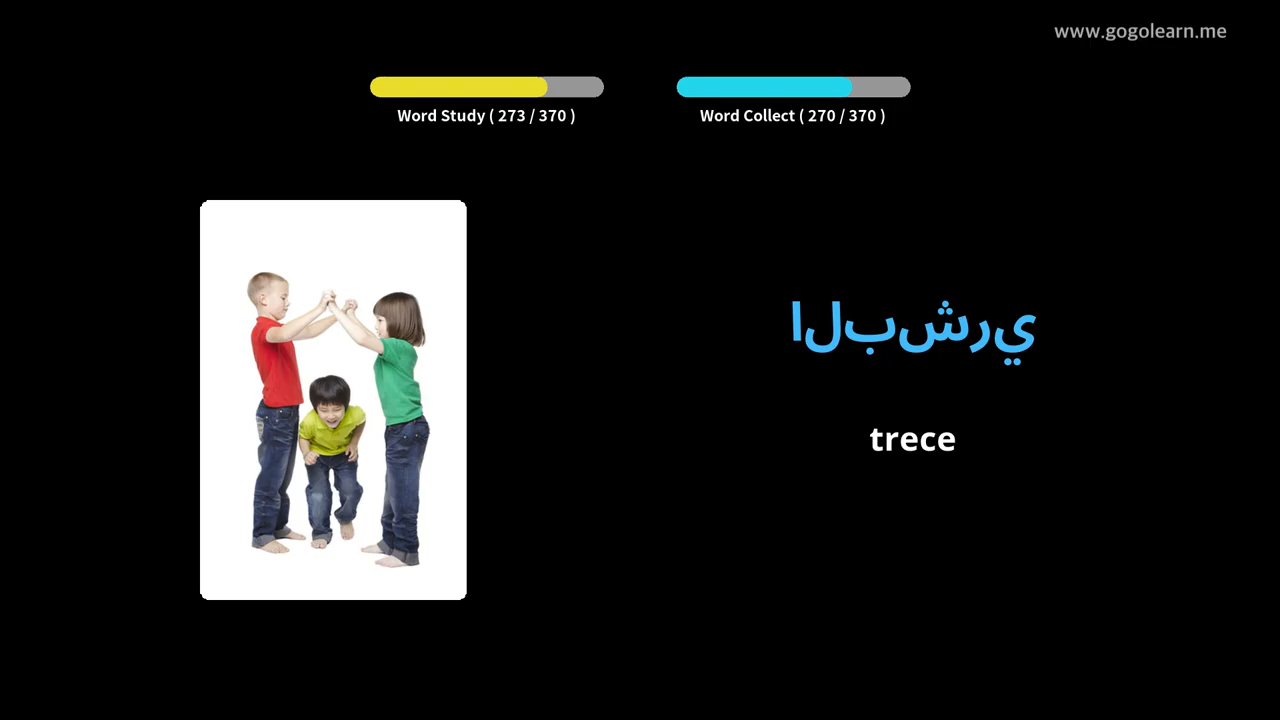 www.gogolearn.me
Word Study ( 273 / 370 )
Word Collect ( 270 / 370 )
البشري
trece